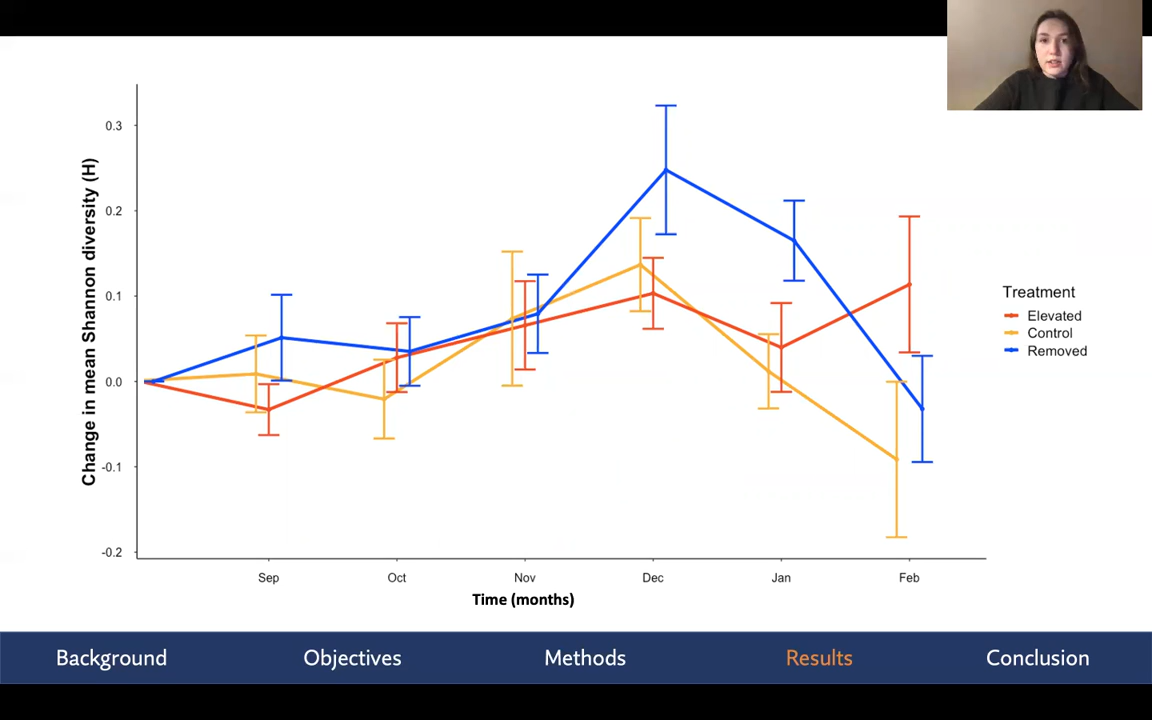 Change in mean Shannon diversity (H)
0.3
0.2
0.1
0.0
-0.1
-0.2
Sep Oct Nov Dec Jan Feb
Time (months)
Treatment
Elevated
Control
Removed
Background Objectives Methods Results Conclusion